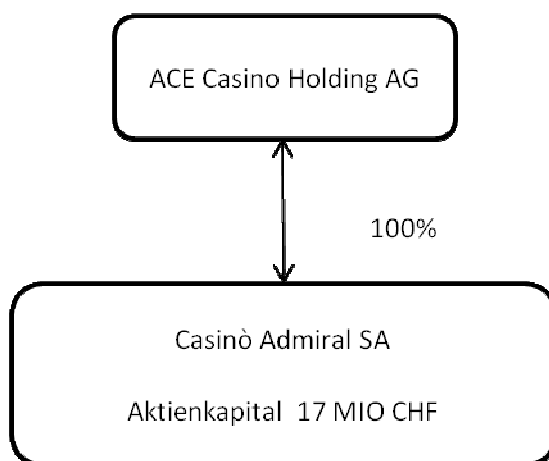 ACE Casino Holding AG
100%
Casinò Admiral SA
Aktienkapital 17 MIO CHF